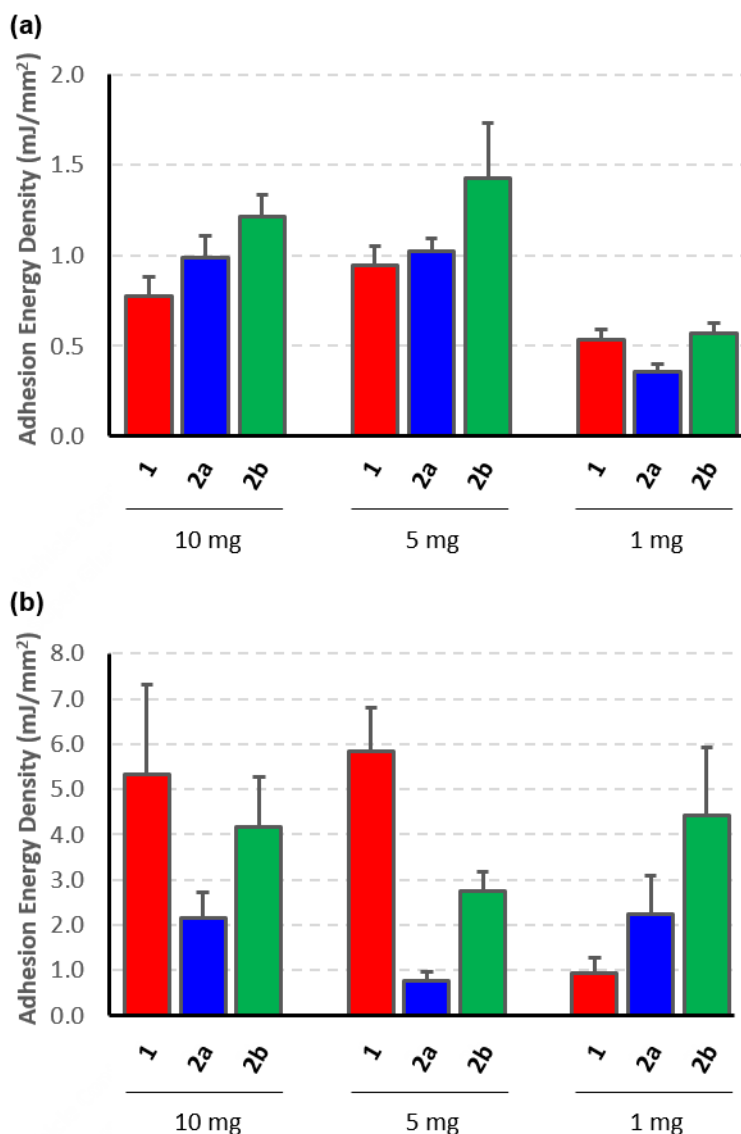 (a)
Adhesion Energy Density (mJ/mm²)
2.0
1.5
1.0
0.5
0.0
1 2a 2b 1 2a 2b 1 2a 2b
10 mg 5 mg 1 mg
(b)
Adhesion Energy Density (mJ/mm²)
8.0
7.0
6.0
5.0
4.0
3.0
2.0
1.0
0.0
1 2a 2b 1 2a 2b 1 2a 2b
10 mg 5 mg 1 mg